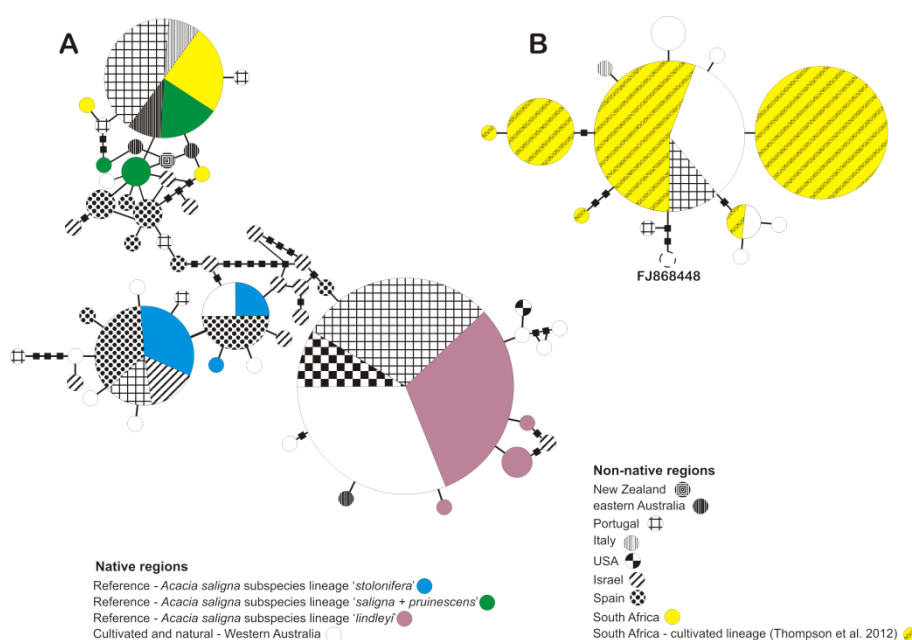 A
B
FJ868448
Native regions
Reference - Acacia saligna subspecies lineage 'stolonifera'
Reference - Acacia saligna subspecies lineage 'saligna + pruinescens'
Reference - Acacia saligna subspecies lineage 'lindleyi'
Cultivated and natural - Western Australia
Non-native regions
New Zealand
eastern Australia
Portugal
Italy
USA
Israel
Spain
South Africa
South Africa - cultivated lineage (Thompson et al. 2012)